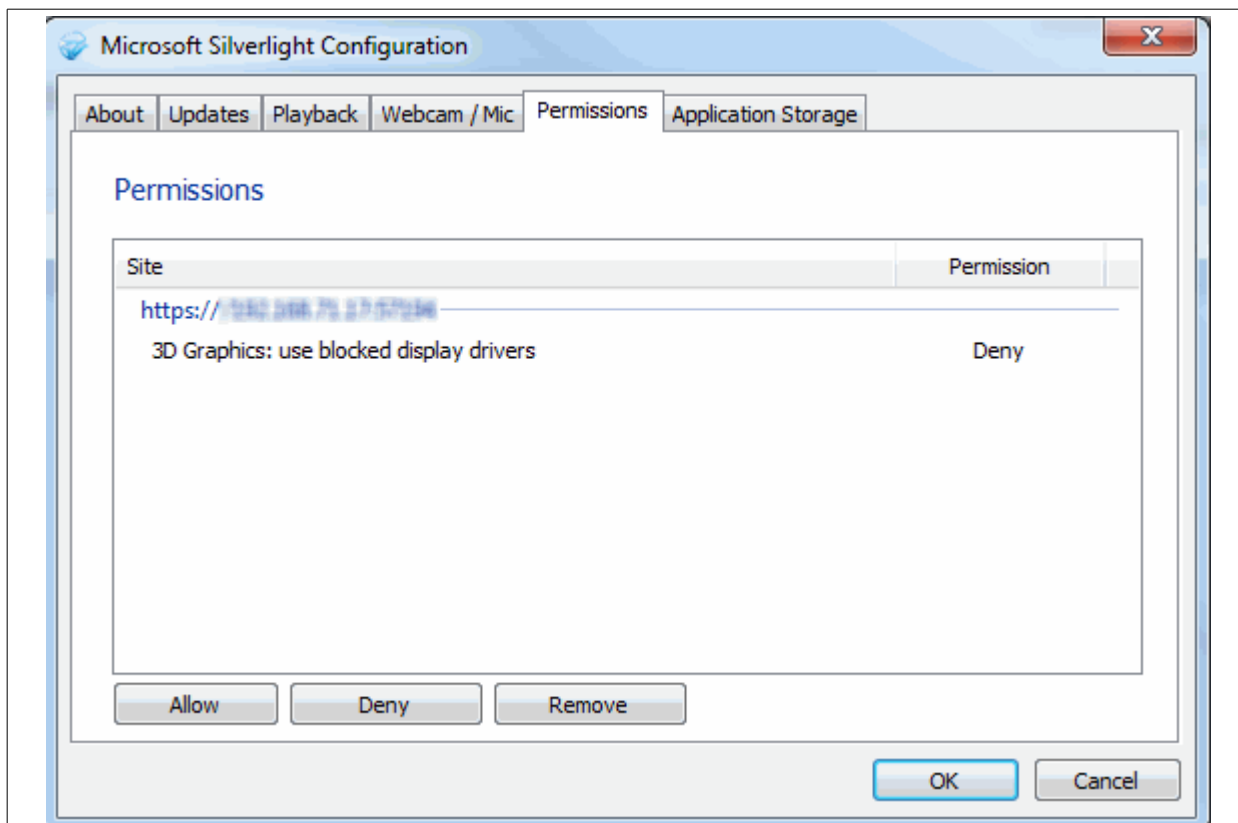 Microsoft Silverlight Configuration
About Updates Playback Webcam / Mic Permissions Application Storage
Permissions
Site Permission
https://
3D Graphics: use blocked display drivers Deny
Allow Deny Remove
OK Cancel